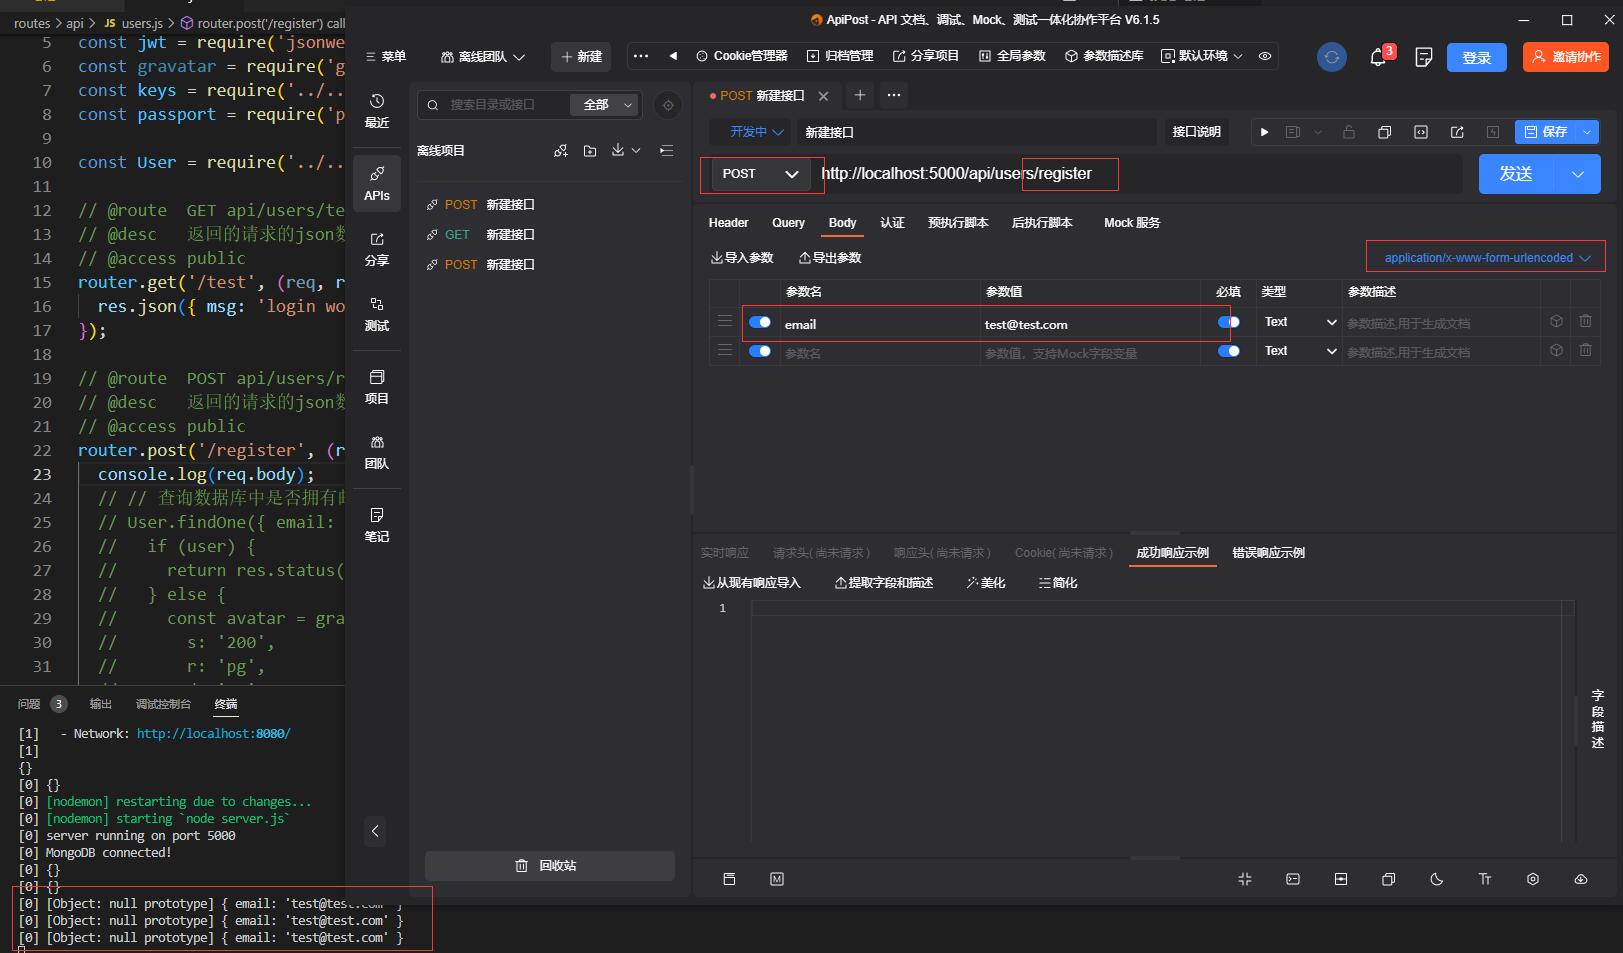 routes > api > JS users.js > router.post('/register') call
5 const jwt = require('jsonwe
6 const gravatar = require('g
7 const keys = require('../..
8 const passport = require('p
9
10 const User = require('../..
11
12 // @route GET api/users/te
13 // @desc 返回的请求的json数
14 // @access public
15 router.get('/test', (req, r
16 res.json({ msg: 'login wo
17 });
18
19 // @route POST api/users/r
20 // @desc 返回的请求的json数
21 // @access public
22 router.post('/register', (r
23 console.log(req.body);
24 // // 查询数据库中是否拥有邮
25 // User.findOne({ email:
26 // if (user) {
27 // return res.status(
28 // } else {
29 // const avatar = gra
30 // s: '200',
31 // r: 'pg',
问题 3 输出 调试控制台 终端
[1] - Network: http://localhost:8080/
[1]
{}
[0] {}
[0] [nodemon] restarting due to changes...
[0] [nodemon] starting `node server.js`
[0] server running on port 5000
[0] MongoDB connected!
[0] {}
[0] {}
[0] [Object: null prototype] { email: 'test@test.com' }
[0] [Object: null prototype] { email: 'test@test.com' }
[0] [Object: null prototype] { email: 'test@test.com' }
ApiPost - API 文档、调试、Mock、测试一体化协作平台 V6.1.5
菜单 离线团队 新建 Cookie管理器 归档管理 分享项目 全局参数 参数描述库 默认环境 3 登录 邀请协作
最近
APIs
分享
测试
项目
团队
笔记
搜索目录或接口 全部
离线项目
POST 新建接口
GET 新建接口
POST 新建接口
回收站
POST 新建接口
开发中 新建接口 接口说明 保存
POST http://localhost:5000/api/users/register 发送
Header Query Body 认证 预执行脚本 后执行脚本 Mock 服务
导入参数 导出参数 application/x-www-form-urlencoded
参数名 参数值 必填 类型 参数描述
email test@test.com Text 参数描述,用于生成文档
参数名 参数值，支持Mock字段变量 Text 参数描述,用于生成文档
实时响应 请求头(尚未请求) 响应头(尚未请求) Cookie(尚未请求) 成功响应示例 错误响应示例
从现有响应导入 提取字段和描述 美化 简化
1
字段描述